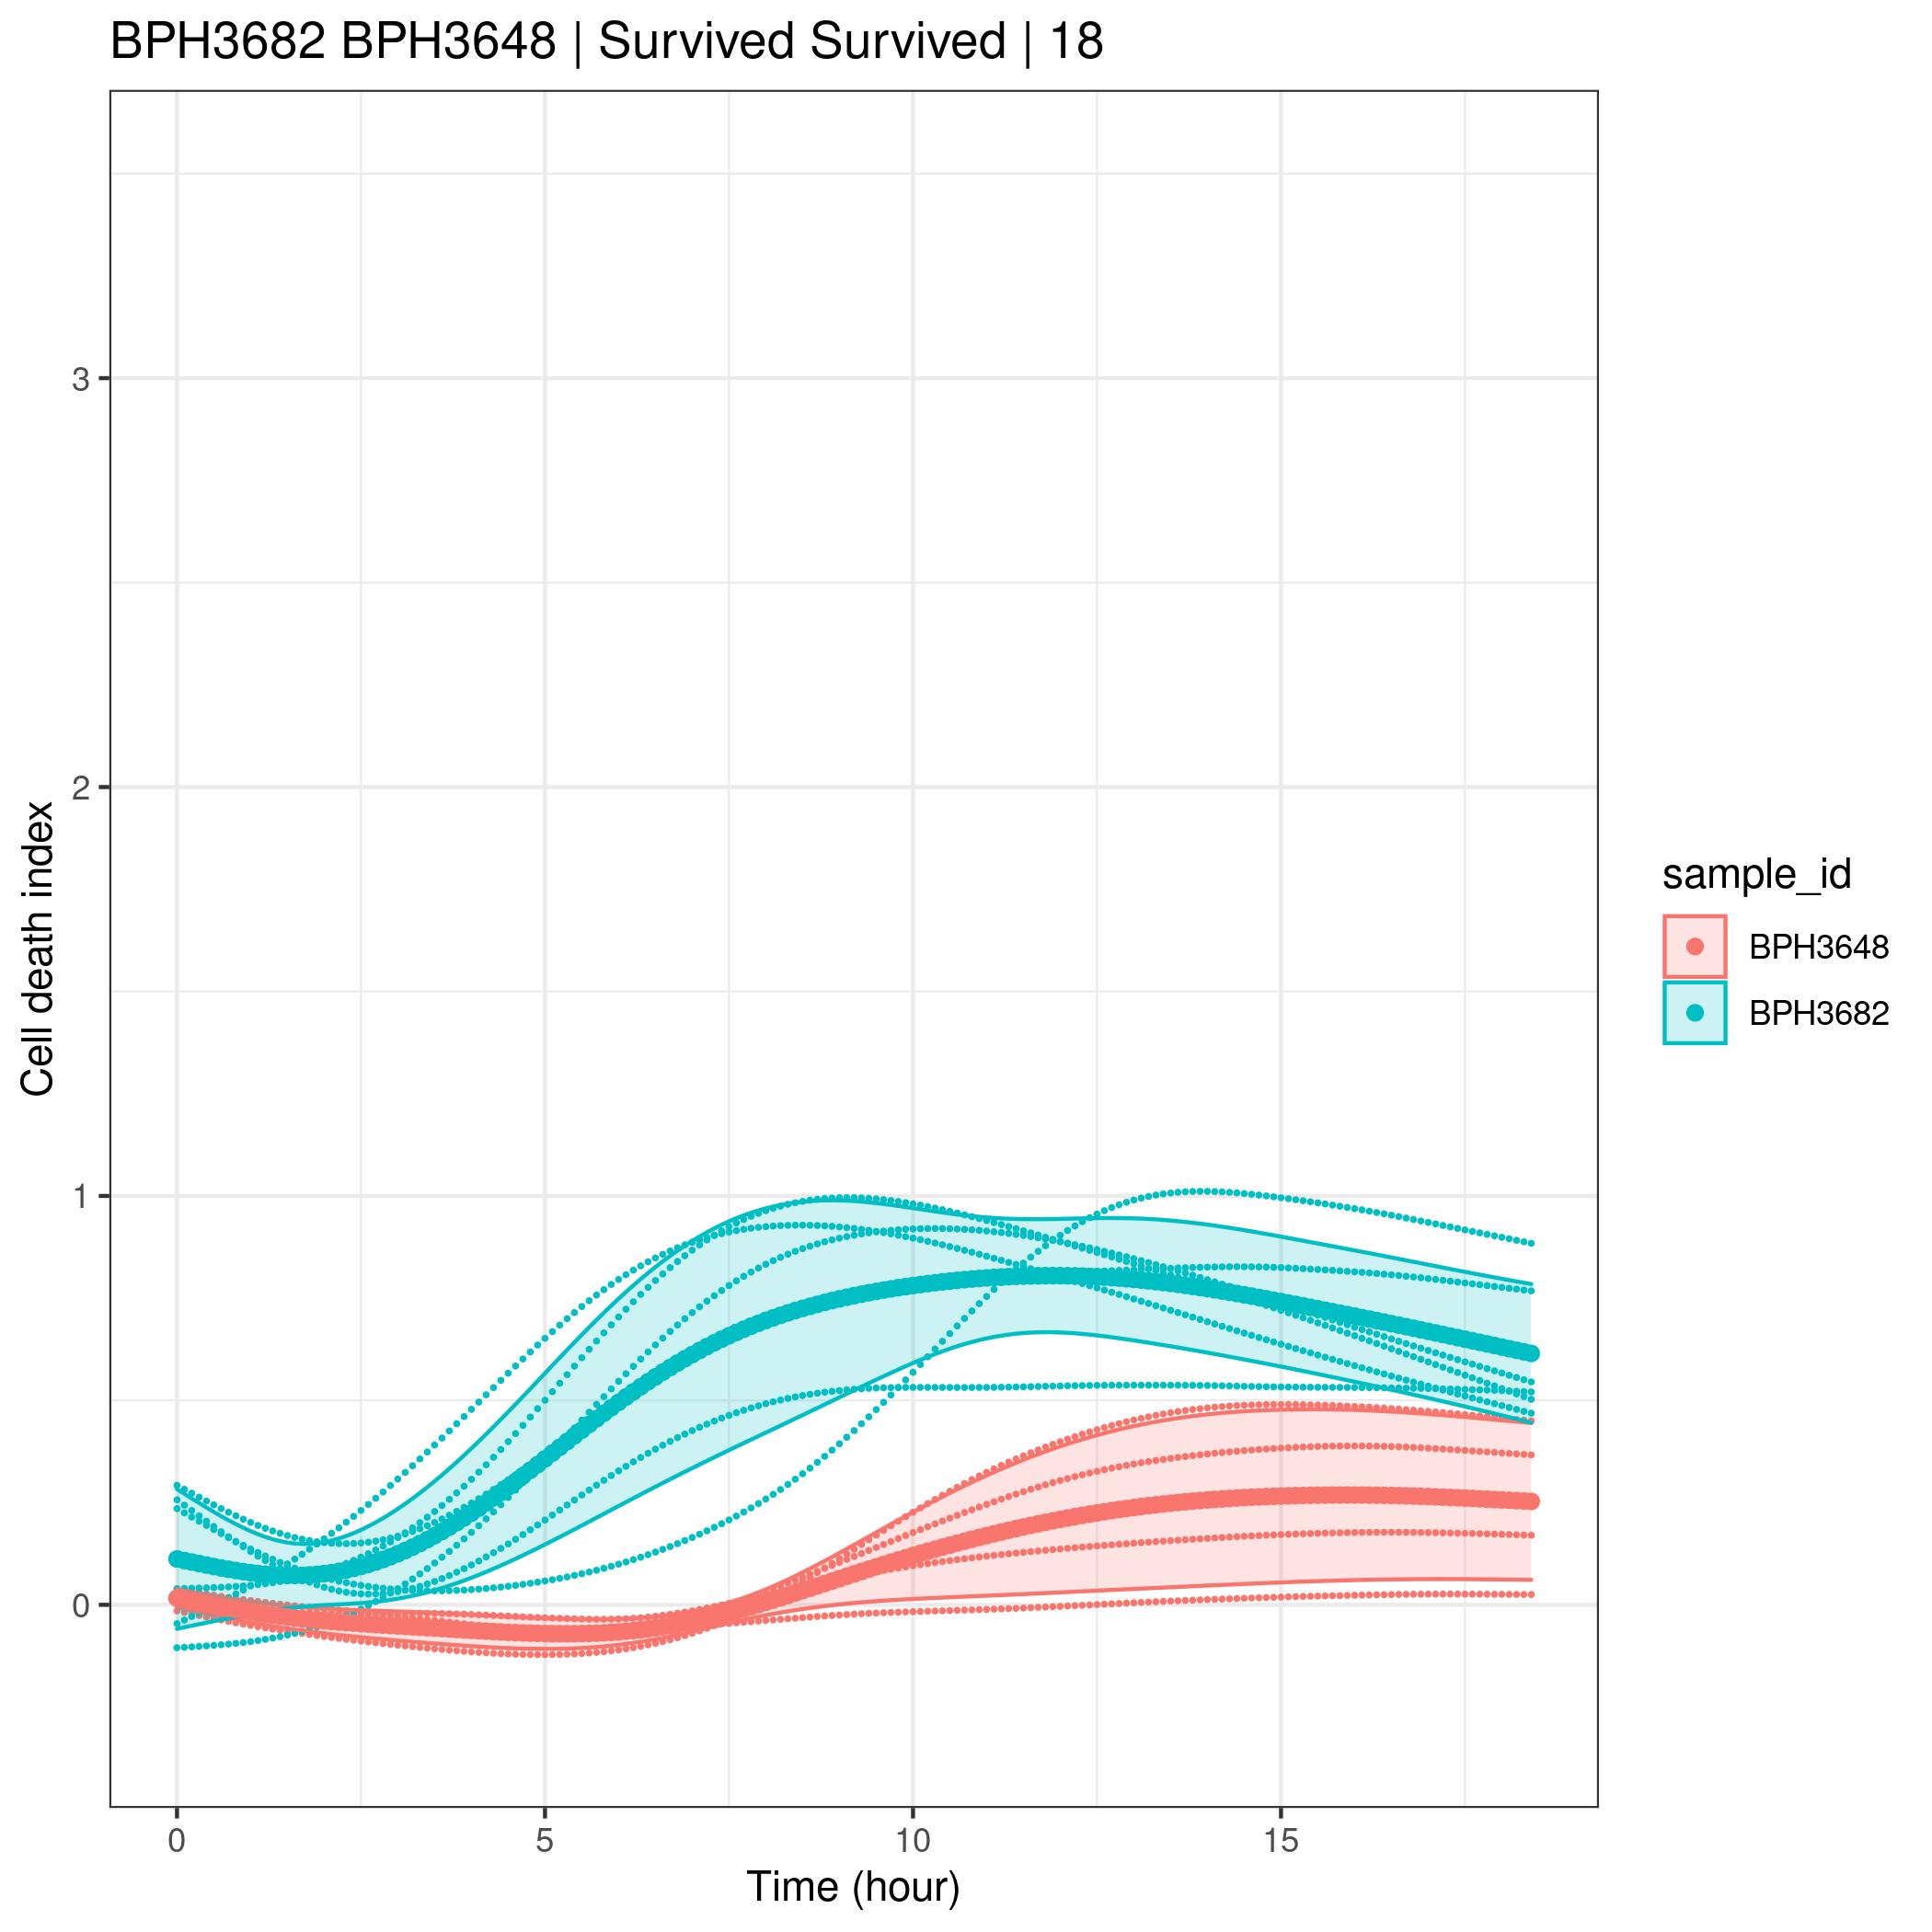 BPH3682 BPH3648 | Survived Survived | 18
3
2
1
0
Cell death index
0 5 10 15
Time (hour)
sample_id
BPH3648
BPH3682